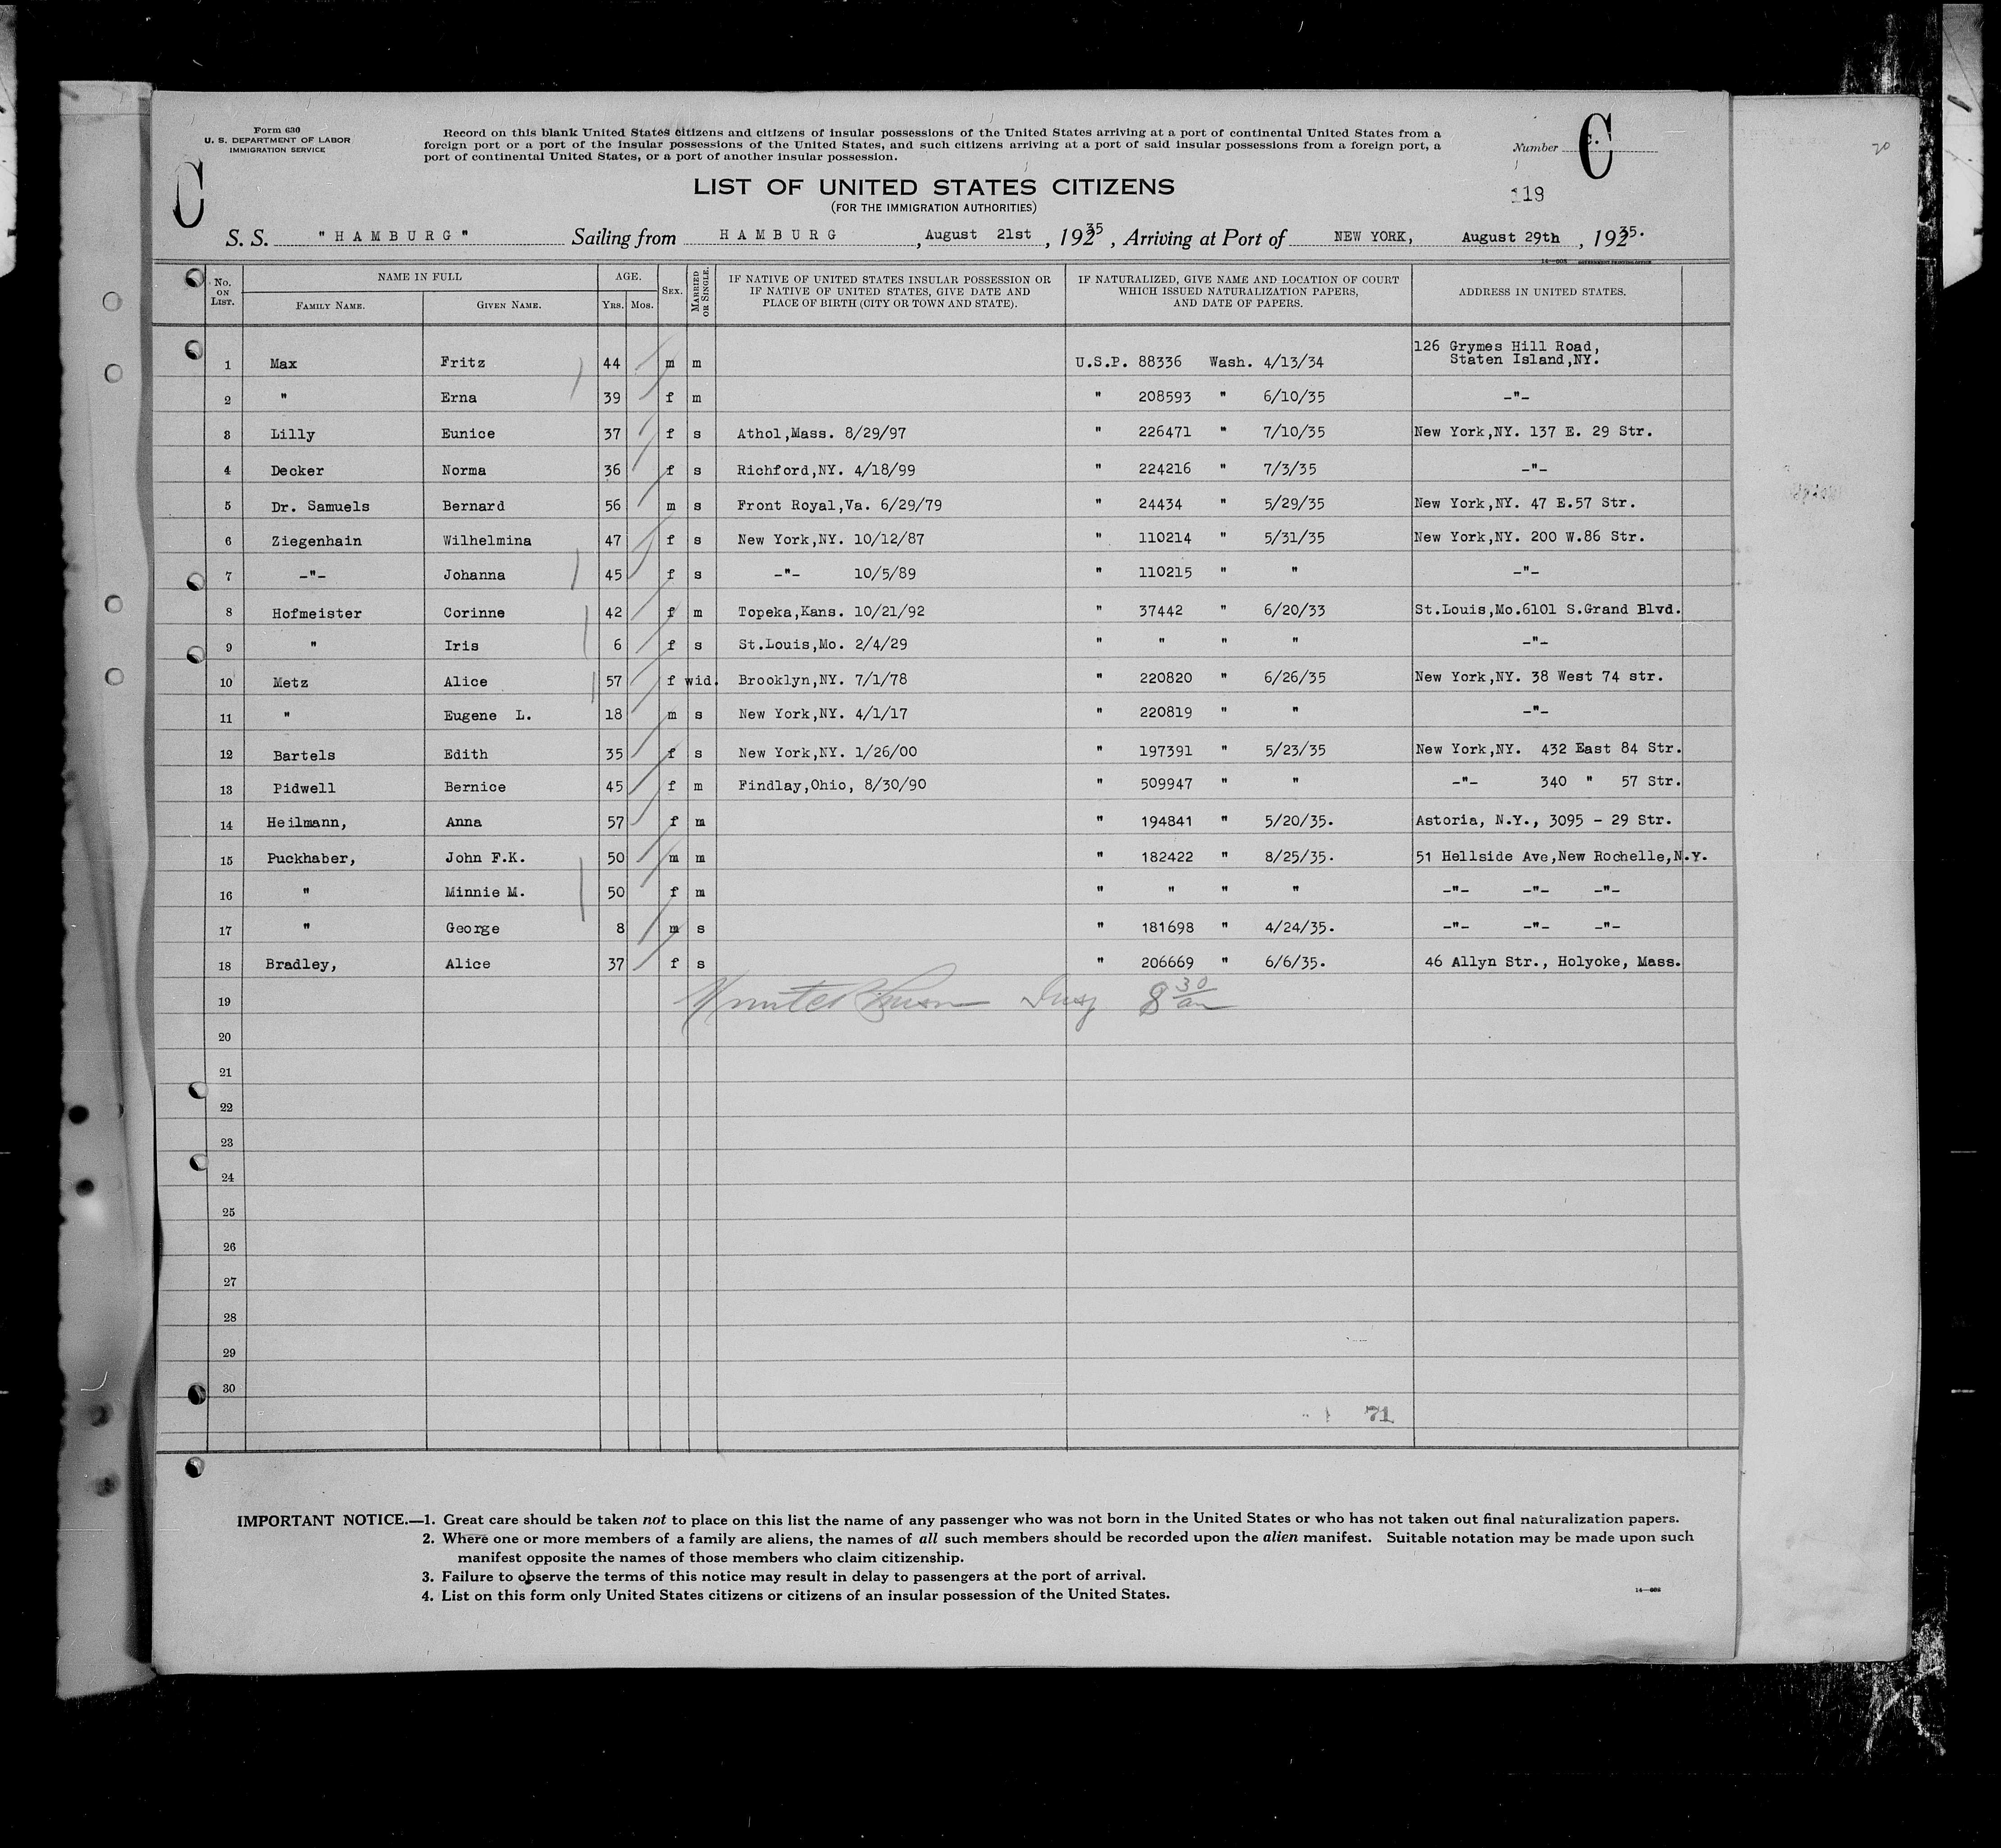 Form 630
U. S. DEPARTMENT OF LABOR
IMMIGRATION SERVICE
Record on this blank United States citizens and citizens of insular possessions of the United States arriving at a port of continental United States from a
foreign port or a port of the insular possessions of the United States, and such citizens arriving at a port of said insular possessions from a foreign port, a
port of continental United States, or a port of another insular possession.
Number C
C
20
LIST OF UNITED STATES CITIZENS
119
(FOR THE IMMIGRATION AUTHORITIES)
S. S. "HAMBURG" Sailing from HAMBURG, August 21st, 1935, Arriving at Port of NEW YORK, August 29th, 1935.
No. ON LIST. NAME IN FULL FAMILY NAME. GIVEN NAME. AGE. YRS. MOS. SEX. MARRIED OR SINGLE. IF NATIVE OF UNITED STATES INSULAR POSSESSION OR IF NATIVE OF UNITED STATES, GIVE DATE AND PLACE OF BIRTH (CITY OR TOWN AND STATE). IF NATURALIZED, GIVE NAME AND LOCATION OF COURT WHICH ISSUED NATURALIZATION PAPERS, AND DATE OF PAPERS. ADDRESS IN UNITED STATES.
1 Max Fritz 44 m m U.S.P. 88336 Wash. 4/13/34 126 Grymes Hill Road, Staten Island,NY.
2 " Erna 39 f m " 208593 " 6/10/35 -"-
3 Lilly Eunice 37 f s Athol,Mass. 8/29/97 " 226471 " 7/10/35 New York,NY. 137 E. 29 Str.
4 Decker Norma 36 f s Richford,NY. 4/18/99 " 224216 " 7/3/35 -"-
5 Dr. Samuels Bernard 56 m s Front Royal,Va. 6/29/79 " 24434 " 5/29/35 New York,NY. 47 E.57 Str.
6 Ziegenhain Wilhelmina 47 f s New York,NY. 10/12/87 " 110214 " 5/31/35 New York,NY. 200 W.86 Str.
7 -"- Johanna 45 f s -"- 10/5/89 " 110215 " " -"-
8 Hofmeister Corinne 42 f m Topeka,Kans. 10/21/92 " 37442 " 6/20/33 St.Louis,Mo.6101 S.Grand Blvd.
9 " Iris 6 f s St.Louis,Mo. 2/4/29 " " " " -"-
10 Metz Alice 57 f wid. Brooklyn,NY. 7/1/78 " 220820 " 6/26/35 New York,NY. 38 West 74 str.
11 " Eugene L. 18 m s New York,NY. 4/1/17 " 220819 " " -"-
12 Bartels Edith 35 f s New York,NY. 1/26/00 " 197391 " 5/23/35 New York,NY. 432 East 84 Str.
13 Pidwell Bernice 45 f m Findlay,Ohio, 8/30/90 " 509947 " " -"- 340 " 57 Str.
14 Heilmann, Anna 57 f m " 194841 " 5/20/35. Astoria, N.Y., 3095 - 29 Str.
15 Puckhaber, John F.K. 50 m m " 182422 " 8/25/35. 51 Hellside Ave,New Rochelle,N.Y.
16 " Minnie M. 50 f m " " " " -"- -"- -"-
17 " George 8 m s " 181698 " 4/24/35. -"- -"- -"-
18 Bradley, Alice 37 f s " 206669 " 6/6/35. 46 Allyn Str., Holyoke, Mass.
19 Insp 8 30 am
20
21
22
23
24
25
26
27
28
29
30
71
IMPORTANT NOTICE.—1. Great care should be taken not to place on this list the name of any passenger who was not born in the United States or who has not taken out final naturalization papers.
2. Where one or more members of a family are aliens, the names of all such members should be recorded upon the alien manifest. Suitable notation may be made upon such
manifest opposite the names of those members who claim citizenship.
3. Failure to observe the terms of this notice may result in delay to passengers at the port of arrival.
4. List on this form only United States citizens or citizens of an insular possession of the United States.